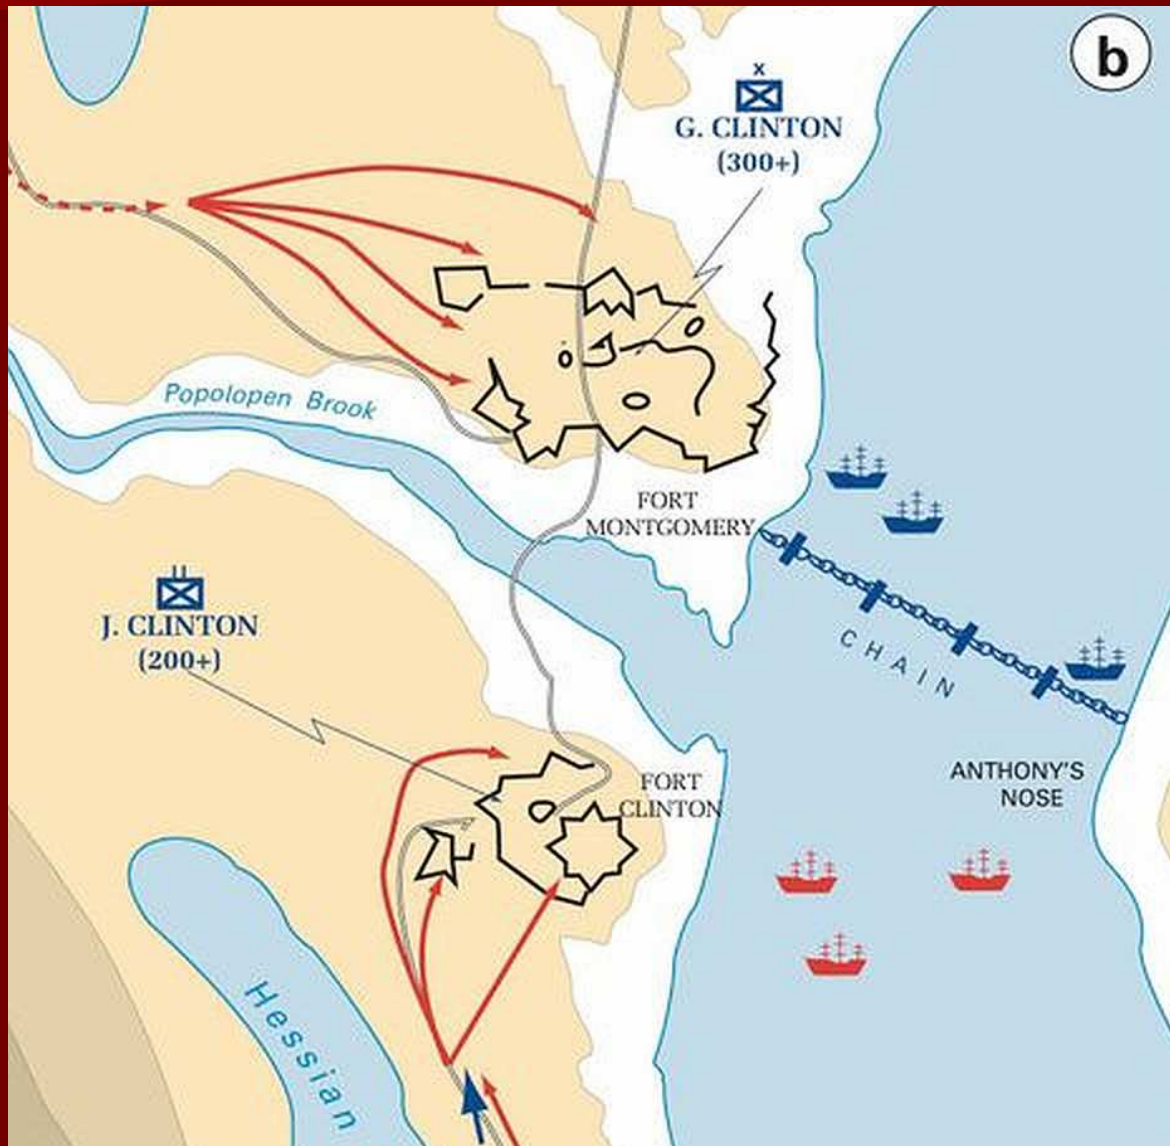 b
x
G. CLINTON
(300+)
Popolopen Brook
FORT
MONTGOMERY
J. CLINTON
(200+)
CHAIN
ANTHONY'S
NOSE
FORT
CLINTON
Hessian